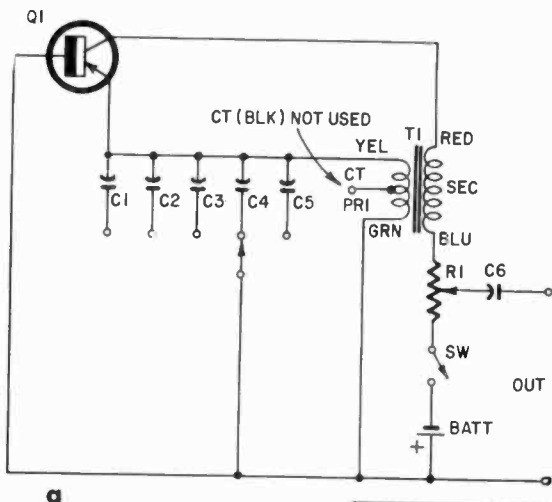 Q1
CT (BLK) NOT USED
YEL
T1
RED
CT
PRI
SEC
GRN
BLU
C1
C2
C3
C4
C5
R1
C6
SW
OUT
BATT
+
a